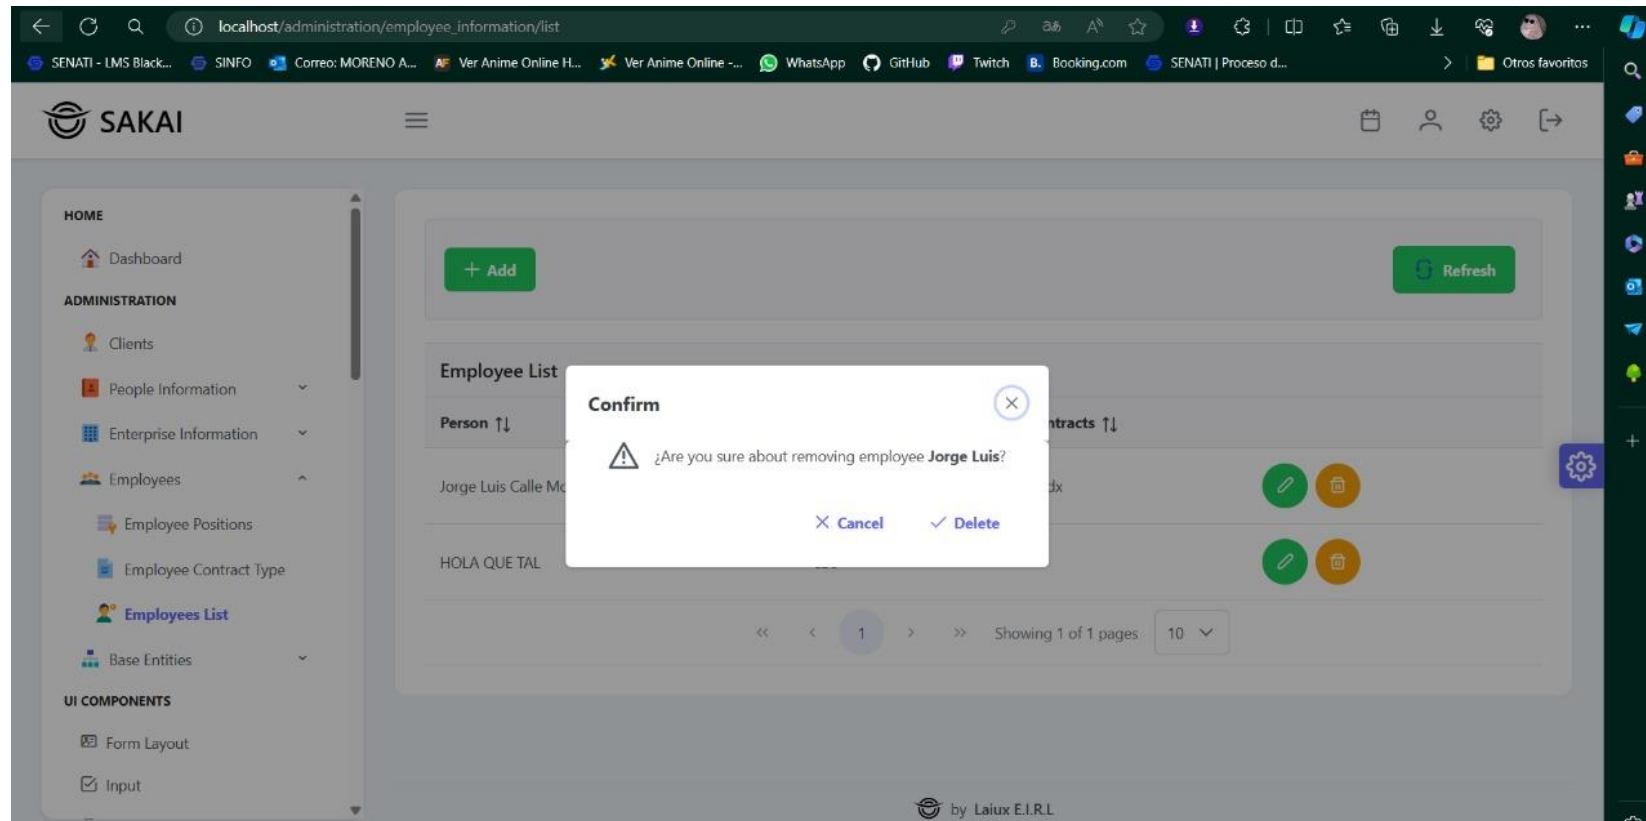 localhost/administration/employee_information/list
SENATI - LMS Black... SINFO Correo: MORENO A... Ver Anime Online H... Ver Anime Online -... WhatsApp GitHub Twitch Booking.com SENATI | Proceso d... Otros favoritos
SAKAI
HOME
Dashboard
ADMINISTRATION
Clients
People Information
Enterprise Information
Employees
Employee Positions
Employee Contract Type
Employees List
Base Entities
UI COMPONENTS
Form Layout
Input
+ Add
Refresh
Employee List
Person
Jorge Luis Calle
HOLA QUE TAL
Confirm
¿Are you sure about removing employee Jorge Luis?
Cancel Delete
1 Showing 1 of 1 pages 10
by Laiux E.I.R.L